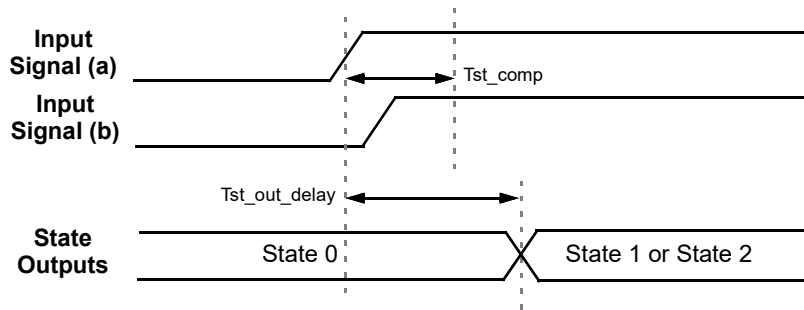 Input
Signal (a)
Tst_comp
Input
Signal (b)
Tst_out_delay
State
Outputs
State 0
State 1 or State 2